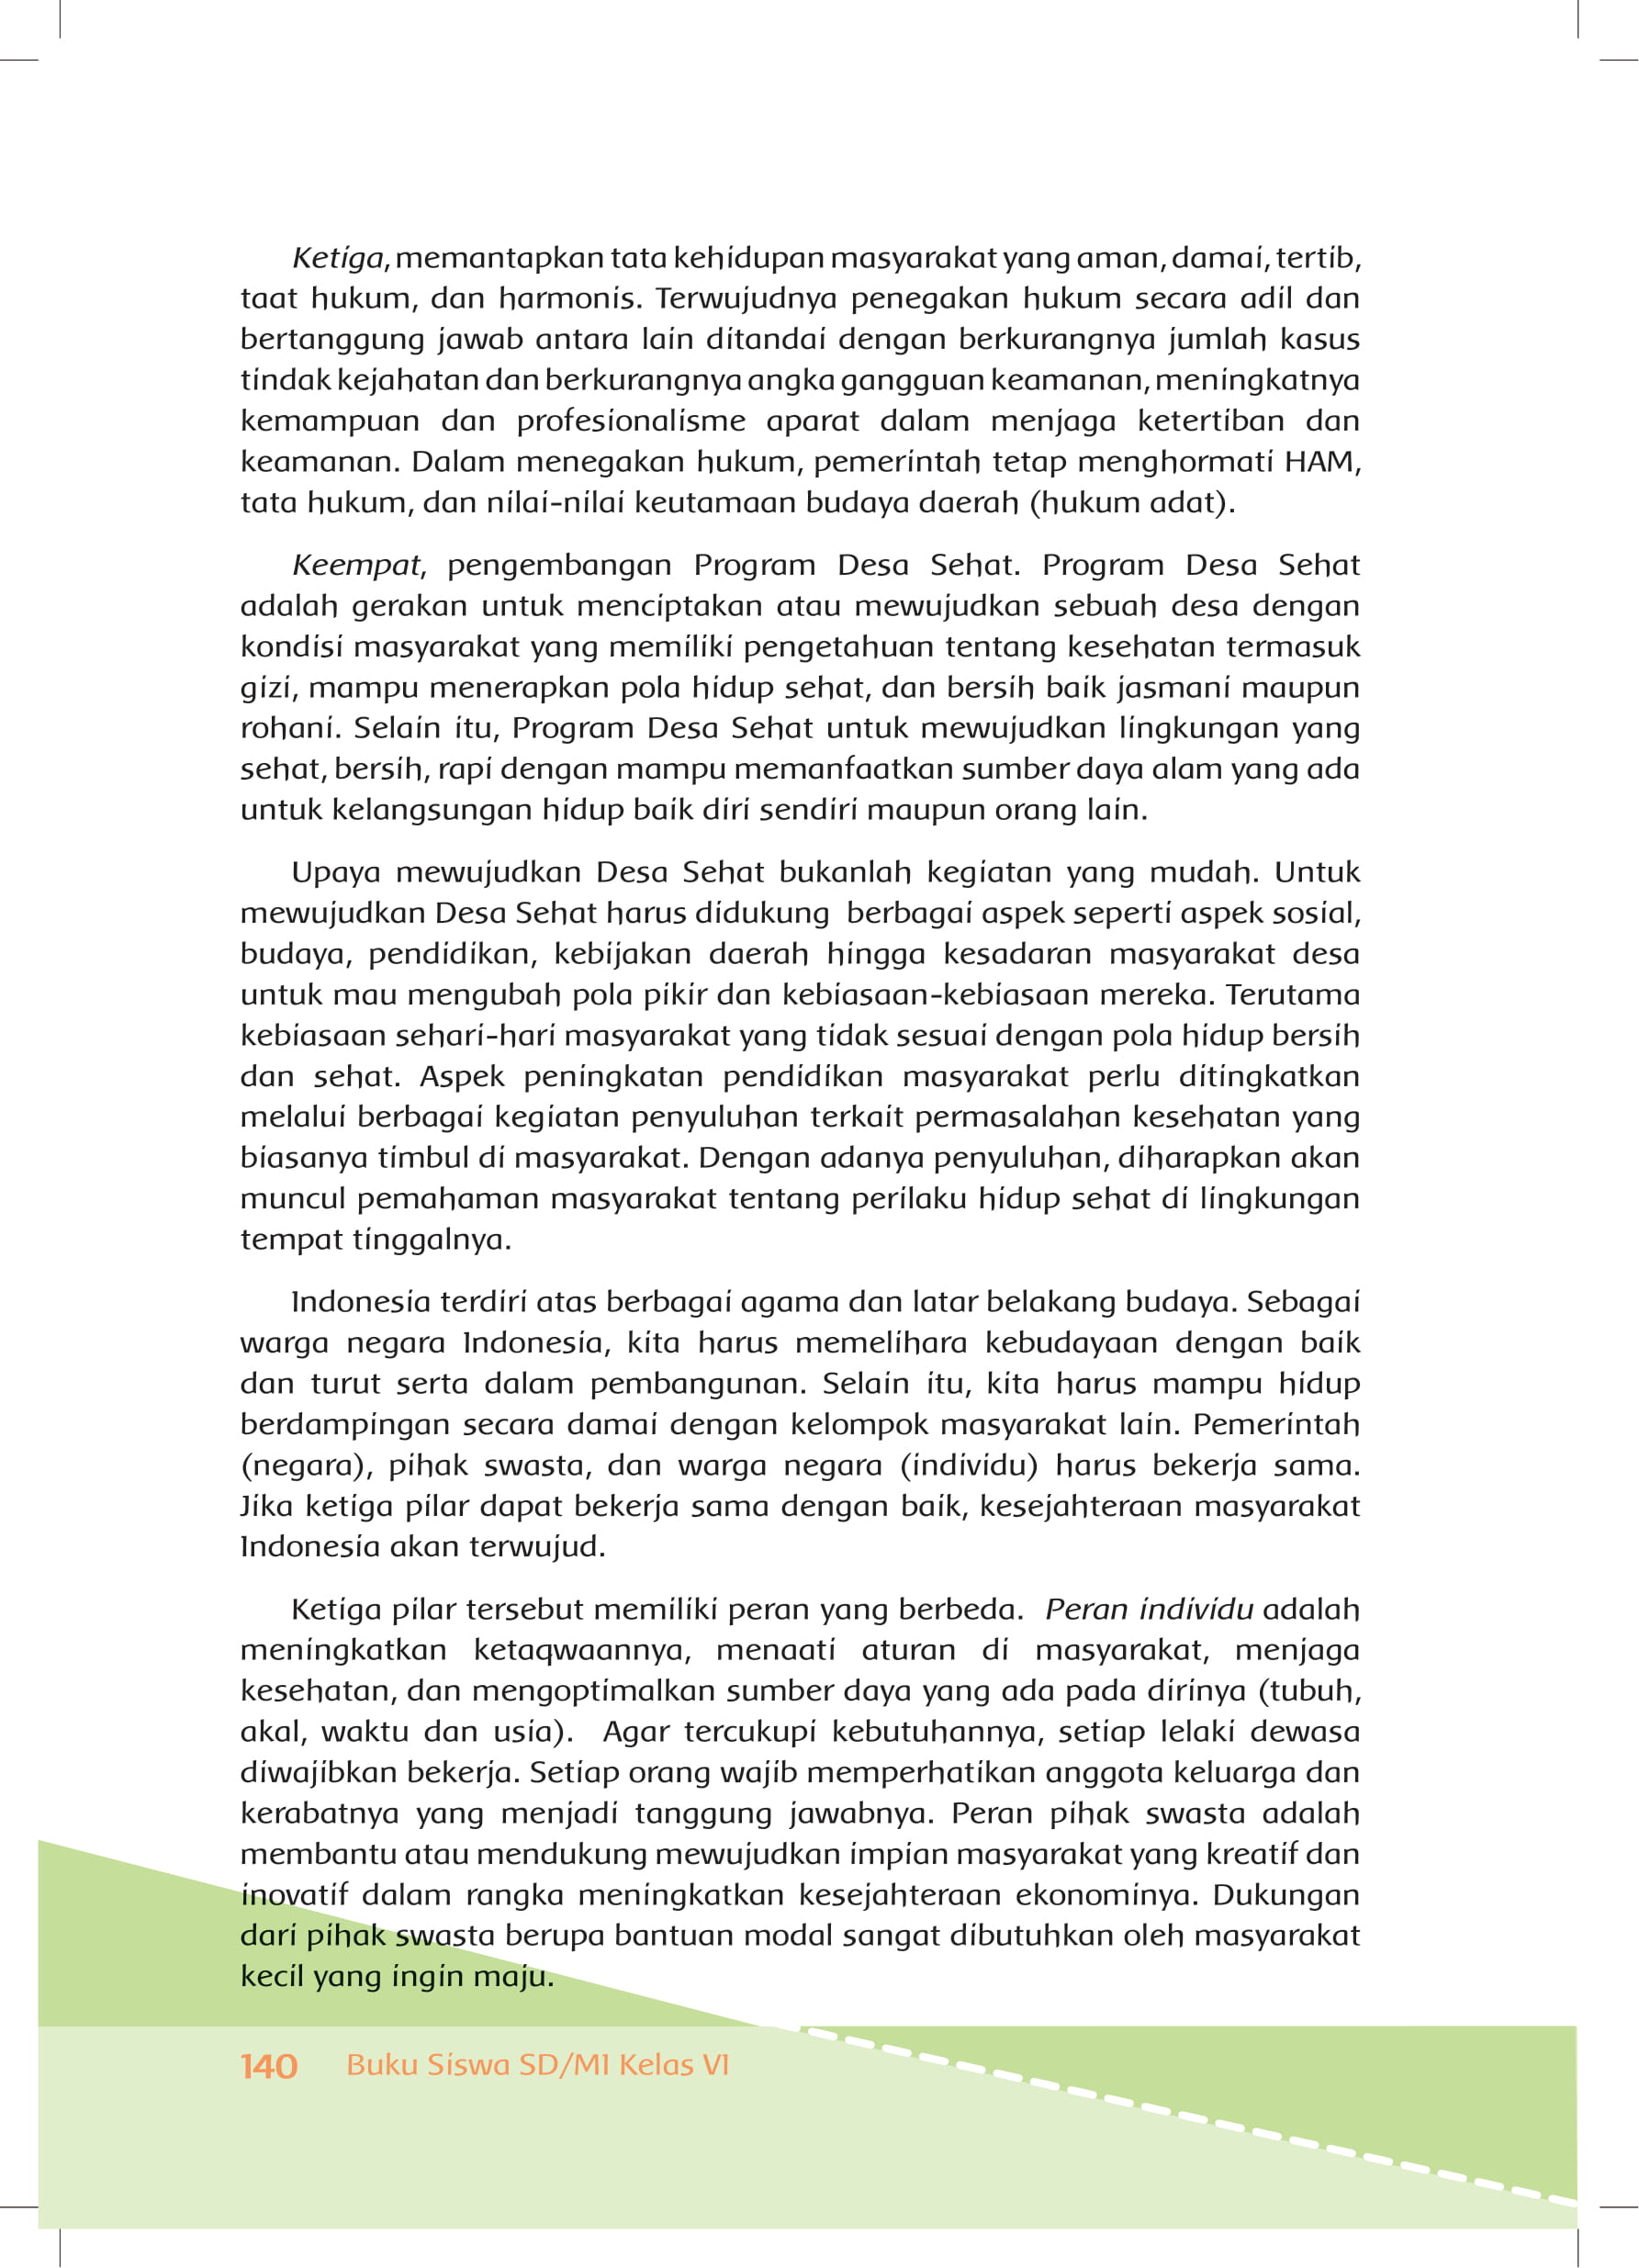 Ketiga, memantapkan tata kehidupan masyarakat yang aman, damai, tertib,
taat hukum, dan harmonis. Terwujudnya penegakan hukum secara adil dan
bertanggung jawab antara lain ditandai dengan berkurangnya jumlah kasus
tindak kejahatan dan berkurangnya angka gangguan keamanan, meningkatnya
kemampuan dan profesionalisme aparat dalam menjaga ketertiban dan
keamanan. Dalam menegakan hukum, pemerintah tetap menghormati HAM,
tata hukum, dan nilai-nilai keutamaan budaya daerah (hukum adat).
Keempat, pengembangan Program Desa Sehat. Program Desa Sehat
adalah gerakan untuk menciptakan atau mewujudkan sebuah desa dengan
kondisi masyarakat yang memiliki pengetahuan tentang kesehatan termasuk
gizi, mampu menerapkan pola hidup sehat, dan bersih baik jasmani maupun
rohani. Selain itu, Program Desa Sehat untuk mewujudkan lingkungan yang
sehat, bersih, rapi dengan mampu memanfaatkan sumber daya alam yang ada
untuk kelangsungan hidup baik diri sendiri maupun orang lain.
Upaya mewujudkan Desa Sehat bukanlah kegiatan yang mudah. Untuk
mewujudkan Desa Sehat harus didukung berbagai aspek seperti aspek sosial,
budaya, pendidikan, kebijakan daerah hingga kesadaran masyarakat desa
untuk mau mengubah pola pikir dan kebiasaan-kebiasaan mereka. Terutama
kebiasaan sehari-hari masyarakat yang tidak sesuai dengan pola hidup bersih
dan sehat. Aspek peningkatan pendidikan masyarakat perlu ditingkatkan
melalui berbagai kegiatan penyuluhan terkait permasalahan kesehatan yang
biasanya timbul di masyarakat. Dengan adanya penyuluhan, diharapkan akan
muncul pemahaman masyarakat tentang perilaku hidup sehat di lingkungan
tempat tinggalnya.
Indonesia terdiri atas berbagai agama dan latar belakang budaya. Sebagai
warga negara Indonesia, kita harus memelihara kebudayaan dengan baik
dan turut serta dalam pembangunan. Selain itu, kita harus mampu hidup
berdampingan secara damai dengan kelompok masyarakat lain. Pemerintah
(negara), pihak swasta, dan warga negara (individu) harus bekerja sama.
Jika ketiga pilar dapat bekerja sama dengan baik, kesejahteraan masyarakat
Indonesia akan terwujud.
Ketiga pilar tersebut memiliki peran yang berbeda. Peran individu adalah
meningkatkan ketaqwaannya, menaati aturan di masyarakat, menjaga
kesehatan, dan mengoptimalkan sumber daya yang ada pada dirinya (tubuh,
akal, waktu dan usia). Agar tercukupi kebutuhannya, setiap lelaki dewasa
diwajibkan bekerja. Setiap orang wajib memperhatikan anggota keluarga dan
kerabatnya yang menjadi tanggung jawabnya. Peran pihak swasta adalah
membantu atau mendukung mewujudkan impian masyarakat yang kreatif dan
inovatif dalam rangka meningkatkan kesejahteraan ekonominya. Dukungan
dari pihak swasta berupa bantuan modal sangat dibutuhkan oleh masyarakat
kecil yang ingin maju.
140 Buku Siswa SD/MI Kelas VI